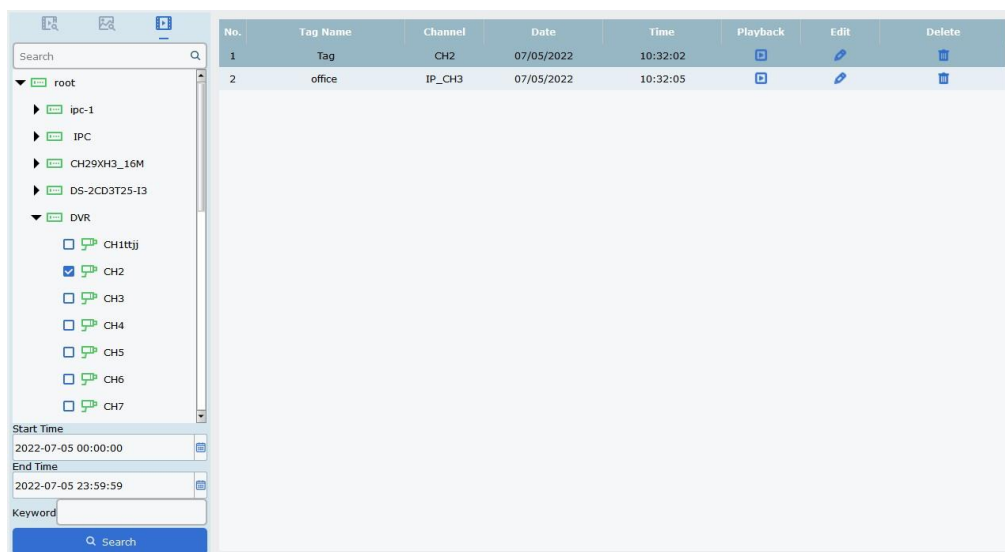 Search
root
ipc-1
IPC
CH29XH3_16M
DS-2CD3T25-I3
DVR
CH1ttjj
CH2
CH3
CH4
CH5
CH6
CH7
Start Time
2022-07-05 00:00:00
End Time
2022-07-05 23:59:59
Keyword
Search
No. Tag Name Channel Date Time Playback Edit Delete
1 Tag CH2 07/05/2022 10:32:02
2 office IP_CH3 07/05/2022 10:32:05